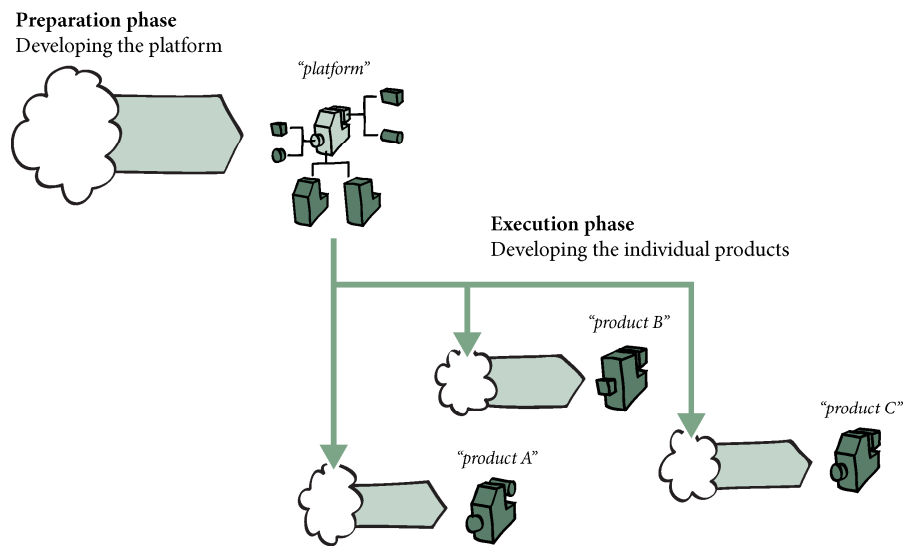 Preparation phase
Developing the platform
“platform”
Execution phase
Developing the individual products
“product B”
“product C”
“product A”